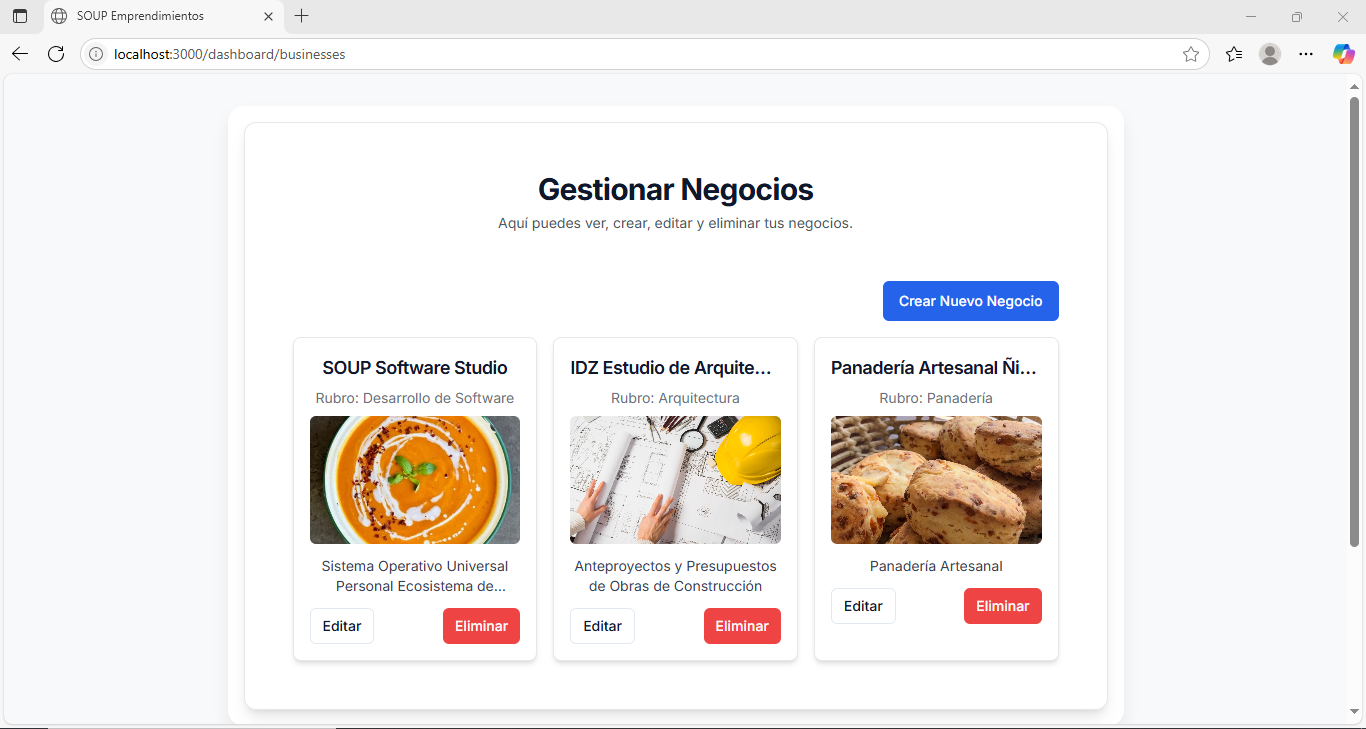 SOUP Emprendimientos
localhost:3000/dashboard/businesses
Gestionar Negocios
Aquí puedes ver, crear, editar y eliminar tus negocios.
Crear Nuevo Negocio
SOUP Software Studio
Rubro: Desarrollo de Software
Sistema Operativo Universal
Personal Ecosistema de...
Editar
Eliminar
IDZ Estudio de Arquite...
Rubro: Arquitectura
Anteproyectos y Presupuestos
de Obras de Construcción
Editar
Eliminar
Panadería Artesanal Ñi...
Rubro: Panadería
Panadería Artesanal
Editar
Eliminar